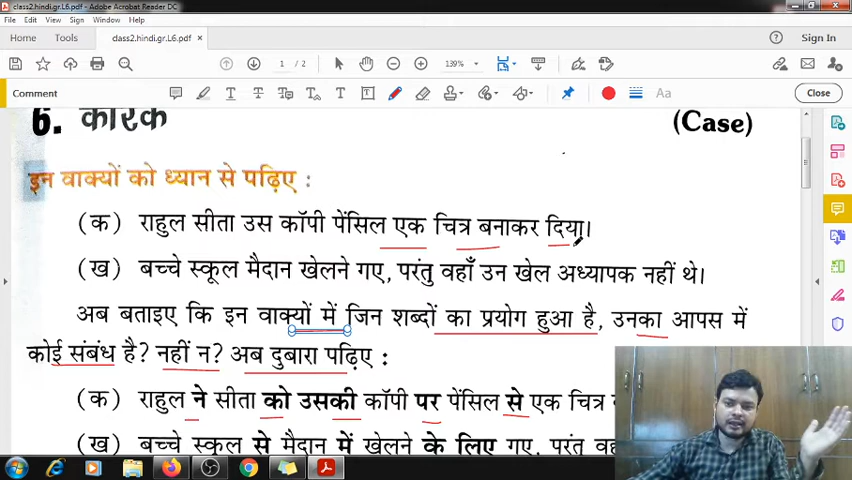 class2.hindi.gr.L6.pdf - Adobe Acrobat Reader DC
File Edit View Sign Window Help
Home Tools class2.hindi.gr.L6.pdf × Sign In
1 / 2 139%
Comment Aa Close
6. कारक (Case)
इन वाक्यों को ध्यान से पढ़िए :
(क) राहुल सीता उस कॉपी पेंसिल एक चित्र बनाकर दिया।
(ख) बच्चे स्कूल मैदान खेलने गए, परंतु वहाँ उन खेल अध्यापक नहीं थे।
अब बताइए कि इन वाक्यों में जिन शब्दों का प्रयोग हुआ है, उनका आपस में
कोई संबंध है? नहीं न? अब दुबारा पढ़िए :
(क) राहुल ने सीता को उसकी कॉपी पर पेंसिल से एक चित्र
(ख) बच्चे स्कूल से मैदान में खेलने के लिए गए, परंतु